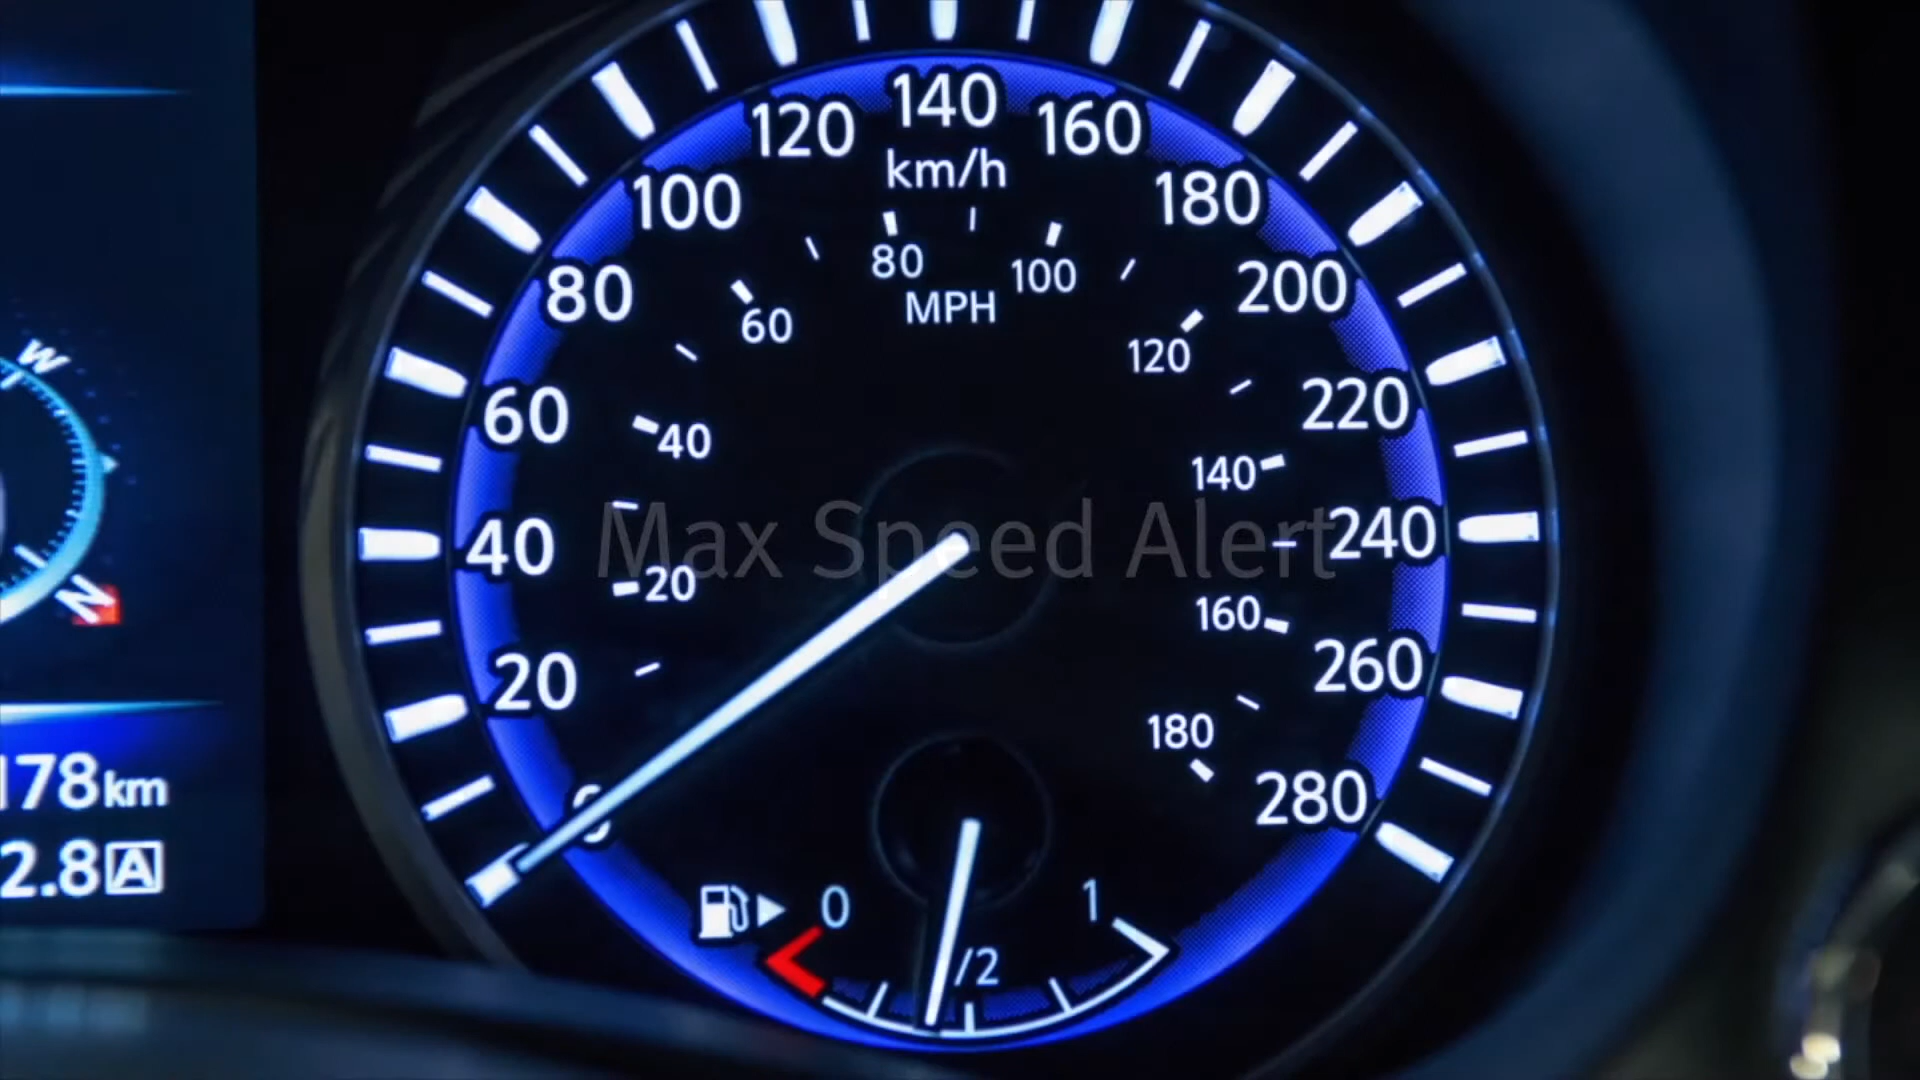 120 140 160
km/h
100 180
80 100
MPH
80 60 120 200
60 40 140 220
Max Speed Alert
40 20 160 240
20 180 260
0 280
W
N
178km
2.8A
0 1
/2